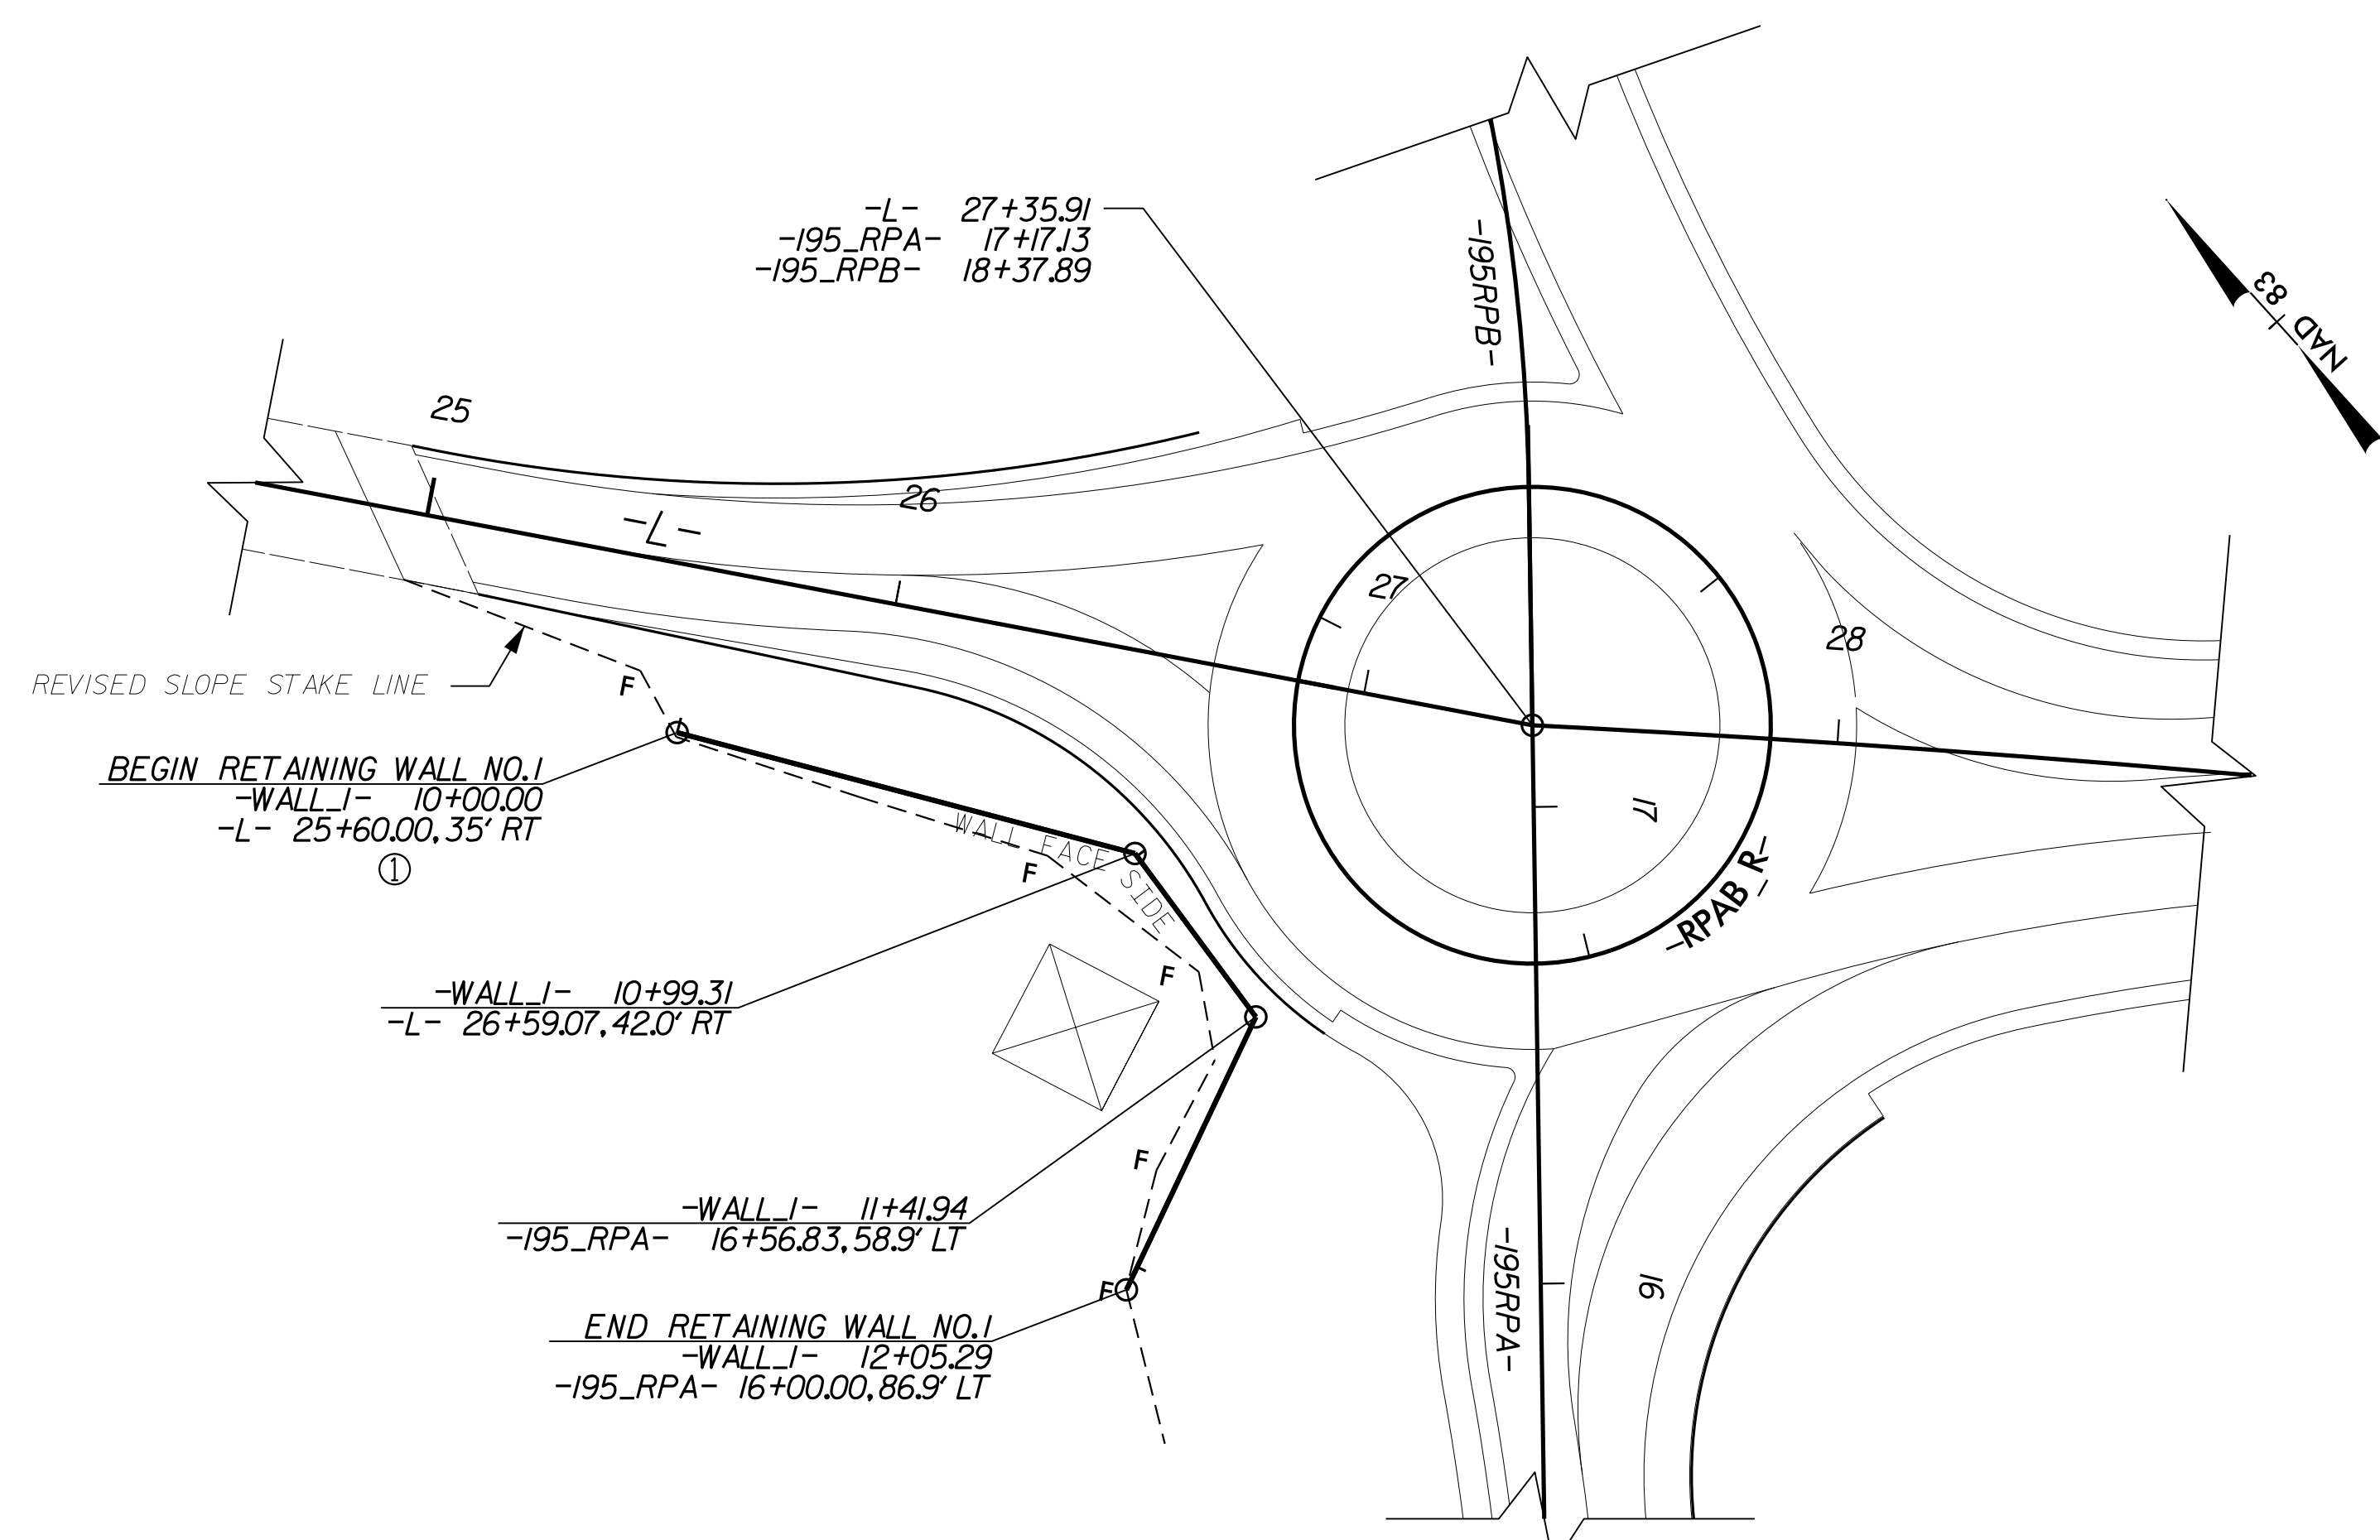 -L- 27+35.91
-I95_RPA- 17+17.13
-I95_RPB- 18+37.89
-I95RPB-
NAD 83
25
26
-L-
27
28
REVISED SLOPE STAKE LINE
F
BEGIN RETAINING WALL NO.1
-WALL_1- 10+00.00
-L- 25+60.00, 35' RT
1
WALL FACE SIDE
F
17
-RPAB_R-
F
-WALL_1- 10+99.31
-L- 26+59.07, 42.0' RT
F
-WALL_1- 11+41.94
-I95_RPA- 16+56.83, 58.9' LT
-I95RPA-
16
F
END RETAINING WALL NO.1
-WALL_1- 12+05.29
-I95_RPA- 16+00.00, 86.9' LT